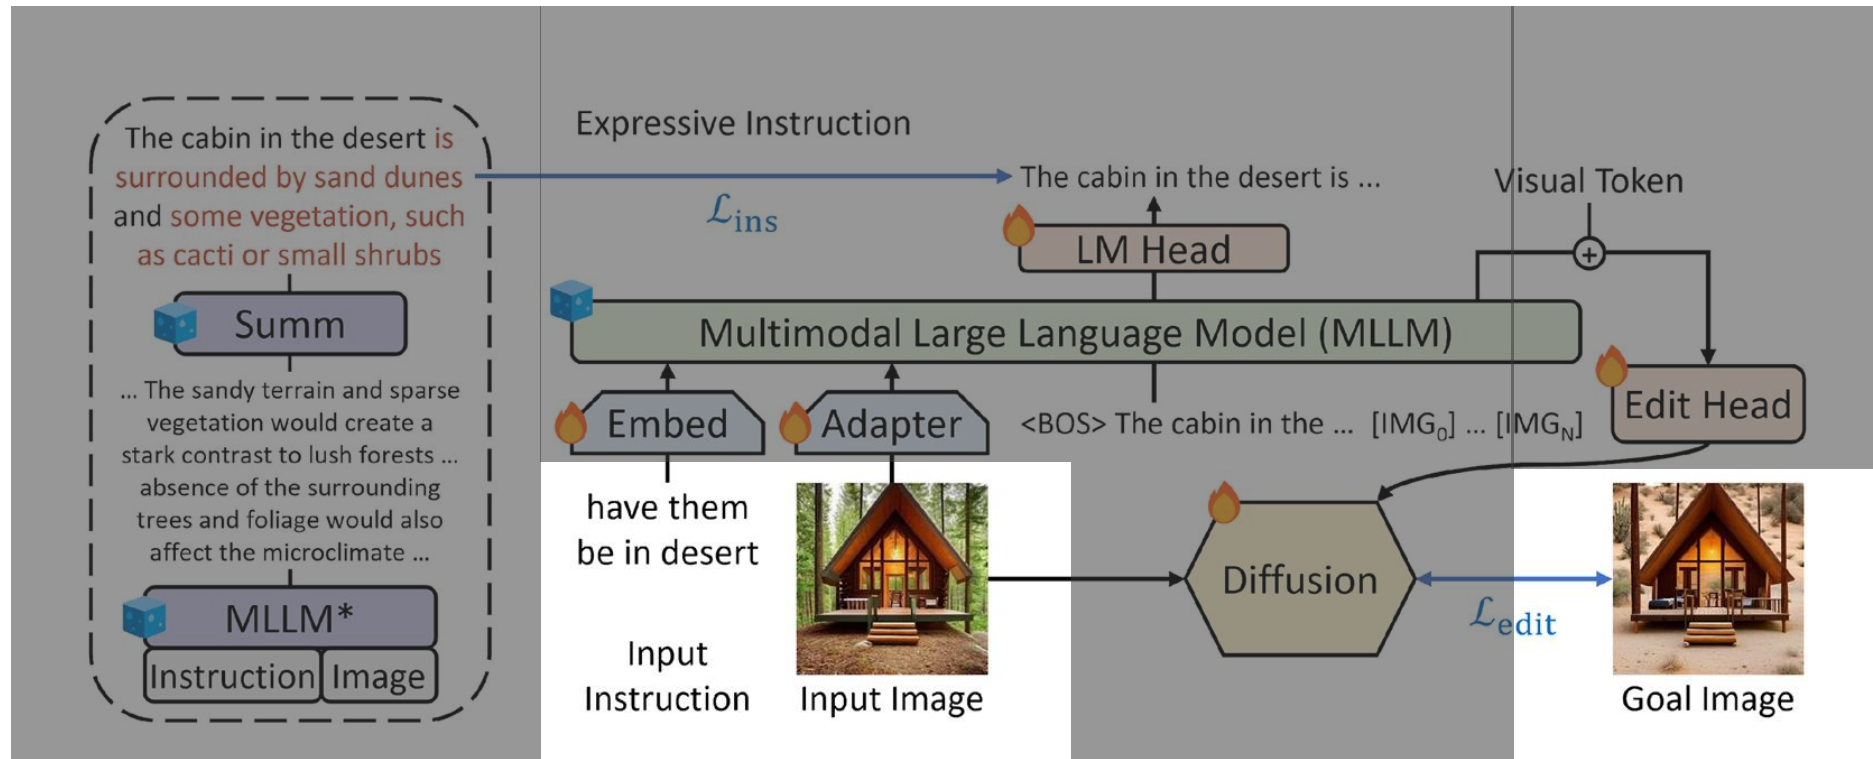 The cabin in the desert is
surrounded by sand dunes
and some vegetation, such
as cacti or small shrubs
Summ
... The sandy terrain and sparse
vegetation would create a
stark contrast to lush forests ...
absence of the surrounding
trees and foliage would also
affect the microclimate ...
MLLM*
Instruction
Image
Expressive Instruction
ℒins
The cabin in the desert is ...
LM Head
Visual Token
+
Multimodal Large Language Model (MLLM)
Embed
Adapter
<BOS> The cabin in the ... [IMG0] ... [IMGN]
Edit Head
have them
be in desert
Input
Instruction
Input Image
Diffusion
ℒedit
Goal Image